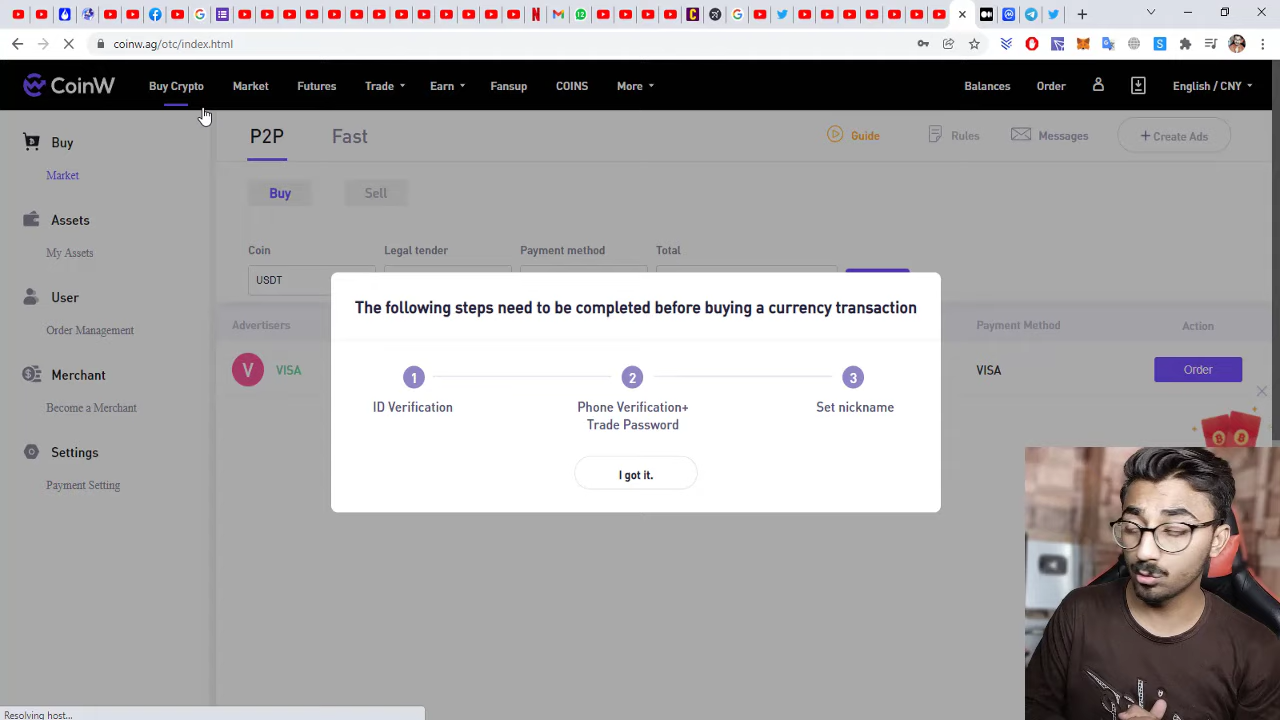 coinw.ag/otc/index.html
CoinW
Buy Crypto
Market
Futures
Trade
Earn
Fansup
COINS
More
Balances
Order
English / CNY
Buy
Market
Assets
My Assets
User
Order Management
Merchant
Become a Merchant
Settings
Payment Setting
P2P
Fast
Guide
Rules
Messages
+ Create Ads
Buy
Sell
Coin
Legal tender
Payment method
Total
USDT
Advertisers
Payment Method
Action
V
VISA
VISA
Order
The following steps need to be completed before buying a currency transaction
1
2
3
ID Verification
Phone Verification+
Trade Password
Set nickname
I got it.
Resolving host...